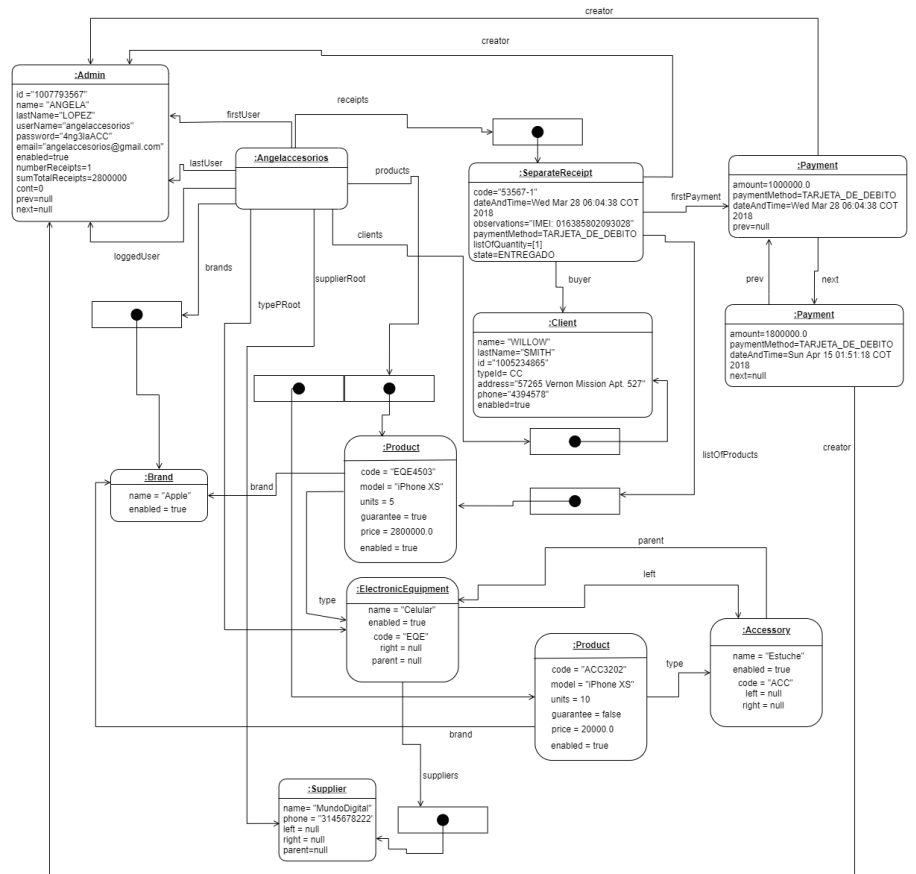 creator
creator
:Admin
id ="1007793567"
name= "ANGELA"
lastName="LOPEZ"
userName="angelaccesorios"
password="4ng3laACC"
email="angelaccesorios@gmail.com"
enabled=true
numberReceipts=1
sumTotalReceipts=2800000
cont=0
prev=null
next=null
receipts
firstUser
lastUser
:Angelaccesorios
products
loggedUser
brands
typePRoot
supplierRoot
clients
:SeparateReceipt
code="53567-1"
dateAndTime=Wed Mar 28 06:04:38 COT
2018
observations="IMEI: 016385802093028"
paymentMethod=TARJETA_DE_DEBITO
listOfQuantity=[1]
state=ENTREGADO
firstPayment
:Payment
amount=1000000.0
paymentMethod=TARJETA_DE_DEBITO
dateAndTime=Wed Mar 28 06:04:38 COT
2018
prev=null
prev
next
buyer
:Payment
amount=1800000.0
paymentMethod=TARJETA_DE_DEBITO
dateAndTime=Sun Apr 15 01:51:18 COT
2018
next=null
:Client
name= "WILLOW"
lastName="SMITH"
id ="1005234865"
typeId= CC
address="57265 Vernon Mission Apt. 527"
phone="4394578"
enabled=true
creator
listOfProducts
:Product
code = "EQE4503"
model = "iPhone XS"
units = 5
guarantee = true
price = 2800000.0
enabled = true
brand
:Brand
name = "Apple"
enabled = true
parent
left
type
:ElectronicEquipment
name = "Celular"
enabled = true
code = "EQE"
right = null
parent = null
:Product
code = "ACC3202"
model = "iPhone XS"
units = 10
guarantee = false
price = 20000.0
enabled = true
type
:Accessory
name = "Estuche"
enabled = true
code = "ACC"
left = null
right = null
brand
suppliers
:Supplier
name= "MundoDigital"
phone = "3145678222"
left = null
right = null
parent=null